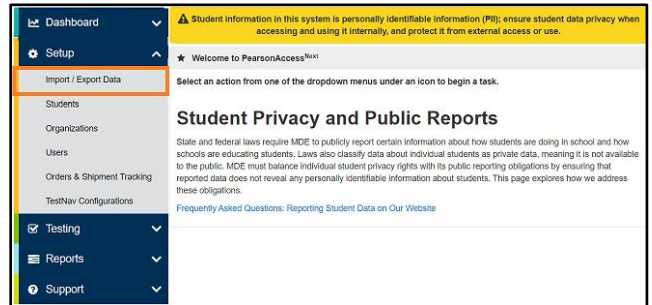 Dashboard
Setup
Import / Export Data
Students
Organizations
Users
Orders & Shipment Tracking
TestNav Configurations
Testing
Reports
Support
Student information in this system is personally identifiable information (PII); ensure student data privacy when
accessing and using it internally, and protect it from external access or use.
Welcome to PearsonAccessNext
Select an action from one of the dropdown menus under an icon to begin a task.
Student Privacy and Public Reports
State and federal laws require MDE to publicly report certain information about how students are doing in school and how
schools are educating students. Laws also classify data about individual students as private data, meaning it is not available
to the public. MDE must balance individual student privacy rights with its public reporting obligations by ensuring that
reported data does not reveal any personally identifiable information about students. This page explores how we address
these obligations.
Frequently Asked Questions: Reporting Student Data on Our Website